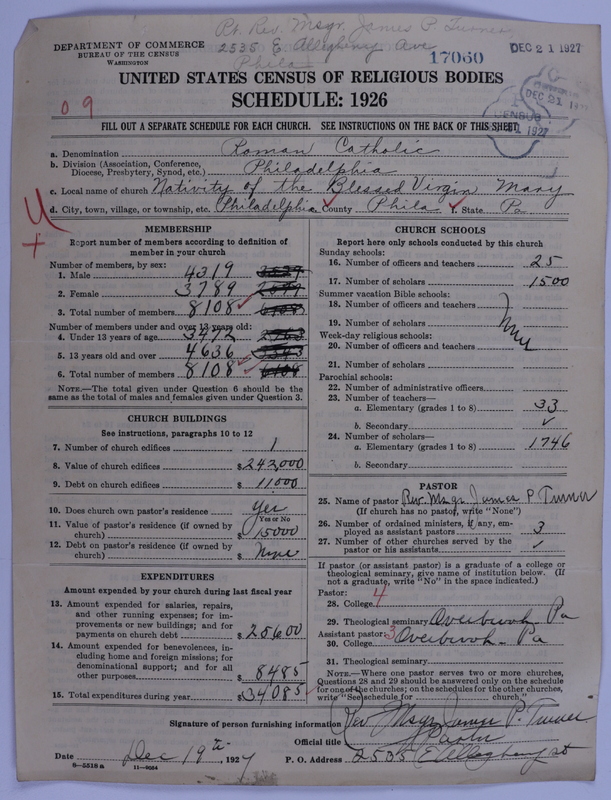 Rt. Rev. Msgr. James P. Turner
2535 E Allegheny Ave
Phila
DEPARTMENT OF COMMERCE
BUREAU OF THE CENSUS
WASHINGTON
17060
DEC 21 1927
UNITED STATES CENSUS OF RELIGIOUS BODIES
SCHEDULE: 1926
09
DEC 21
CENSUS
1927
FILL OUT A SEPARATE SCHEDULE FOR EACH CHURCH. SEE INSTRUCTIONS ON THE BACK OF THIS SHEET.
a. Denomination Roman Catholic
b. Division (Association, Conference, Diocese, Presbytery, Synod, etc.) Philadelphia
c. Local name of church Nativity of the Blessed Virgin Mary
d. City, town, village, or township, etc. Philadelphia e. County Phila. f. State Pa
MEMBERSHIP
Report number of members according to definition of
member in your church
Number of members, by sex:
1. Male 4319
2. Female 3789
3. Total number of members 8108
Number of members under and over 13 years old:
4. Under 13 years of age 3472
5. 13 years old and over 4636
6. Total number of members 8108
NOTE.—The total given under Question 6 should be the
same as the total of males and females given under Question 3.
CHURCH BUILDINGS
See instructions, paragraphs 10 to 12
7. Number of church edifices 1
8. Value of church edifices $242,000
9. Debt on church edifices $11000
10. Does church own pastor's residence? Yes
Yes or No
11. Value of pastor's residence (if owned by
church) $15000
12. Debt on pastor's residence (if owned by
church) $None
EXPENDITURES
Amount expended by your church during last fiscal year
13. Amount expended for salaries, repairs,
and other running expenses; for im-
provements or new buildings; and for
payments on church debt $25600
14. Amount expended for benevolences, in-
cluding home and foreign missions; for
denominational support; and for all
other purposes $8485
15. Total expenditures during year $34085
CHURCH SCHOOLS
Report here only schools conducted by this church
Sunday schools:
16. Number of officers and teachers 25
17. Number of scholars 1500
Summer vacation Bible schools:
18. Number of officers and teachers
19. Number of scholars
None
Week-day religious schools:
20. Number of officers and teachers
21. Number of scholars
Parochial schools:
22. Number of administrative officers
23. Number of teachers—
a. Elementary (grades 1 to 8) 33
b. Secondary
24. Number of scholars—
a. Elementary (grades 1 to 8) 1746
b. Secondary
PASTOR
25. Name of pastor Rev. Msgr. James P Turner
(If church has no pastor, write "None")
26. Number of ordained ministers, if any, em-
ployed as assistant pastors 3
27. Number of other churches served by the
pastor or his assistants
If pastor (or assistant pastor) is a graduate of a college or
theological seminary, give name of institution below. (If
not a graduate, write "No" in the space indicated.)
Pastor: 4
28. College
29. Theological seminary Overbrook Pa
Assistant pastor: 3
30. College Overbrook Pa
31. Theological seminary
NOTE.—Where one pastor serves two or more churches,
Questions 28 and 29 should be answered only on the schedule
for one of the churches; on the schedules for the other churches,
write "See schedule for church."
Signature of person furnishing information Rev. Msgr. James P. Turner
Official title Pastor
Date Dec 19th, 1927 P. O. Address 2535 E Allegheny st
8—5518a 11—9664 Phila